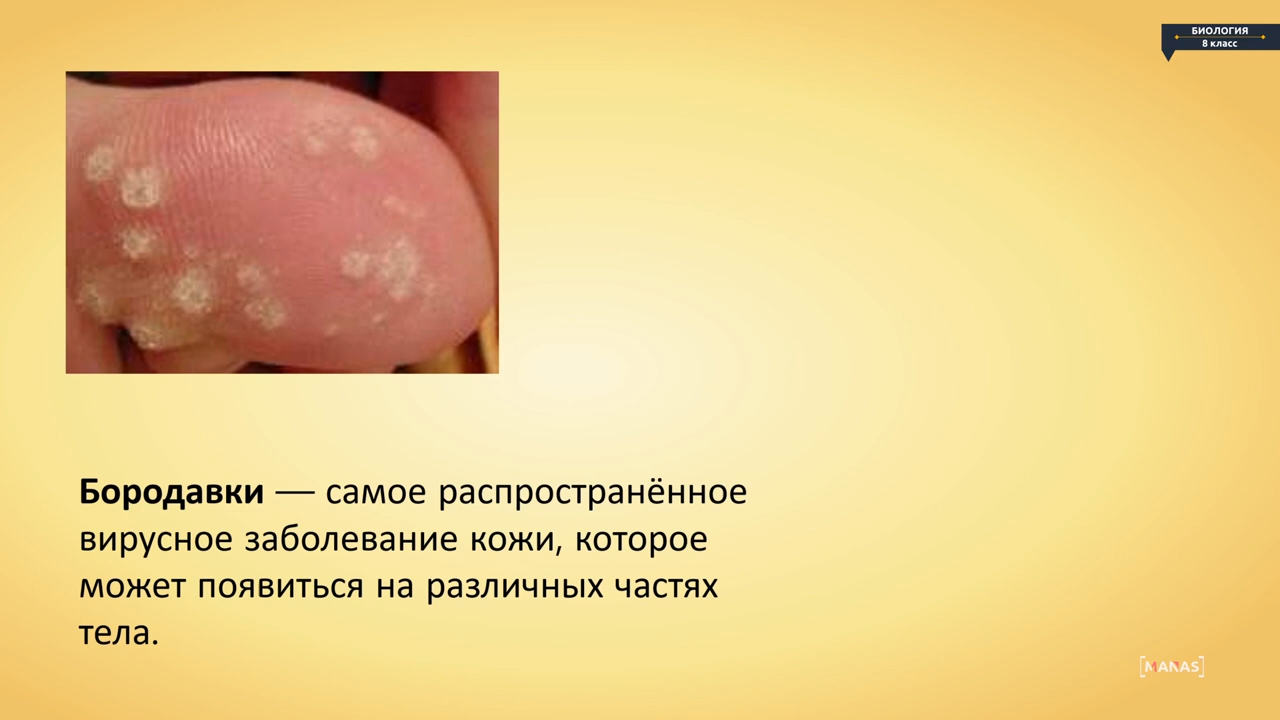 БИОЛОГИЯ
8 класс
Бородавки — самое распространённое
вирусное заболевание кожи, которое
может появиться на различных частях
тела.
[MANAS]